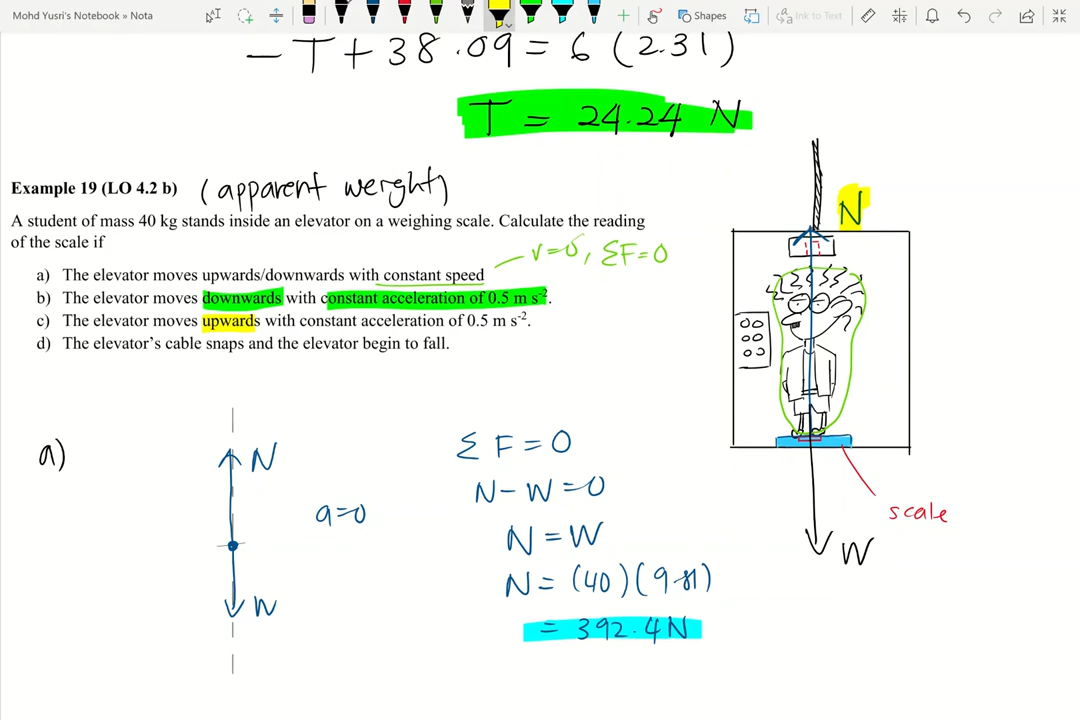 Mohd Yusri's Notebook » Nota
Shapes
Ink to Text
- T + 38.09 = 6 (2.31)
T = 24.24 N
Example 19 (LO 4.2 b) (apparent weight)
A student of mass 40 kg stands inside an elevator on a weighing scale. Calculate the reading
of the scale if
v=0, ΣF=0
a) The elevator moves upwards/downwards with constant speed
b) The elevator moves downwards with constant acceleration of 0.5 m s⁻².
c) The elevator moves upwards with constant acceleration of 0.5 m s⁻².
d) The elevator's cable snaps and the elevator begin to fall.
N
scale
W
a)
N
a=0
W
ΣF=0
N-W=0
N=W
N=(40)(9.81)
= 392.4N